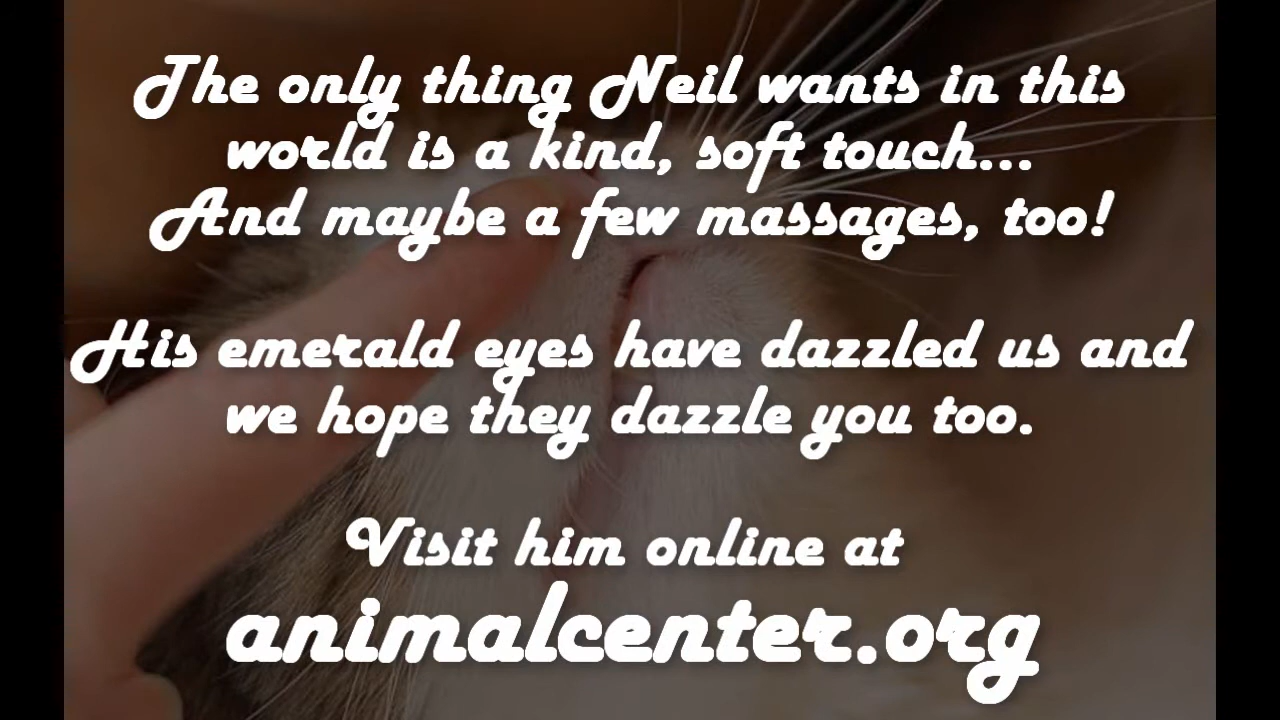 The only thing Neil wants in this
world is a kind, soft touch...
And maybe a few massages, too!
His emerald eyes have dazzled us and
we hope they dazzle you too.
Visit him online at
animalcenter.org